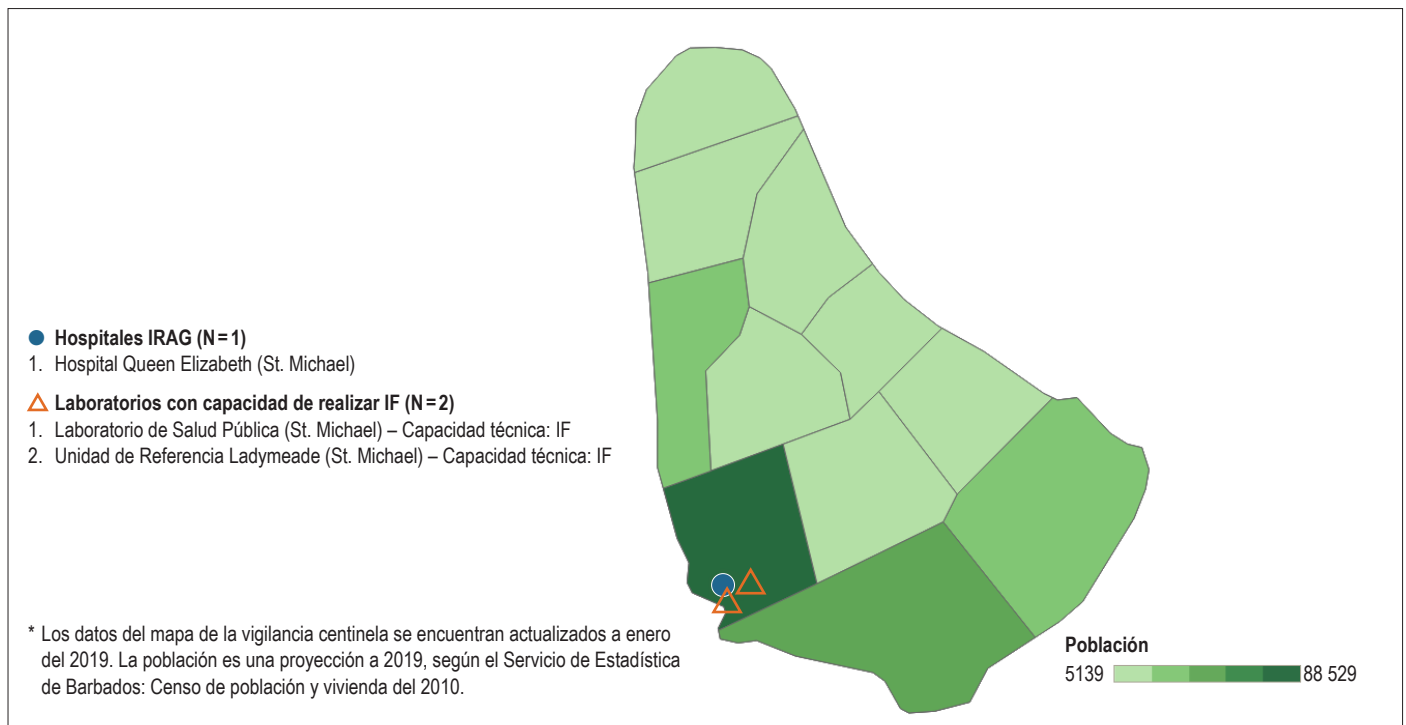 Hospitales IRAG (N=1)
1. Hospital Queen Elizabeth (St. Michael)
Laboratorios con capacidad de realizar IF (N=2)
1. Laboratorio de Salud Pública (St. Michael) – Capacidad técnica: IF
2. Unidad de Referencia Ladymeade (St. Michael) – Capacidad técnica: IF
* Los datos del mapa de la vigilancia centinela se encuentran actualizados a enero
del 2019. La población es una proyección a 2019, según el Servicio de Estadística
de Barbados: Censo de población y vivienda del 2010.
Población
5139 88 529